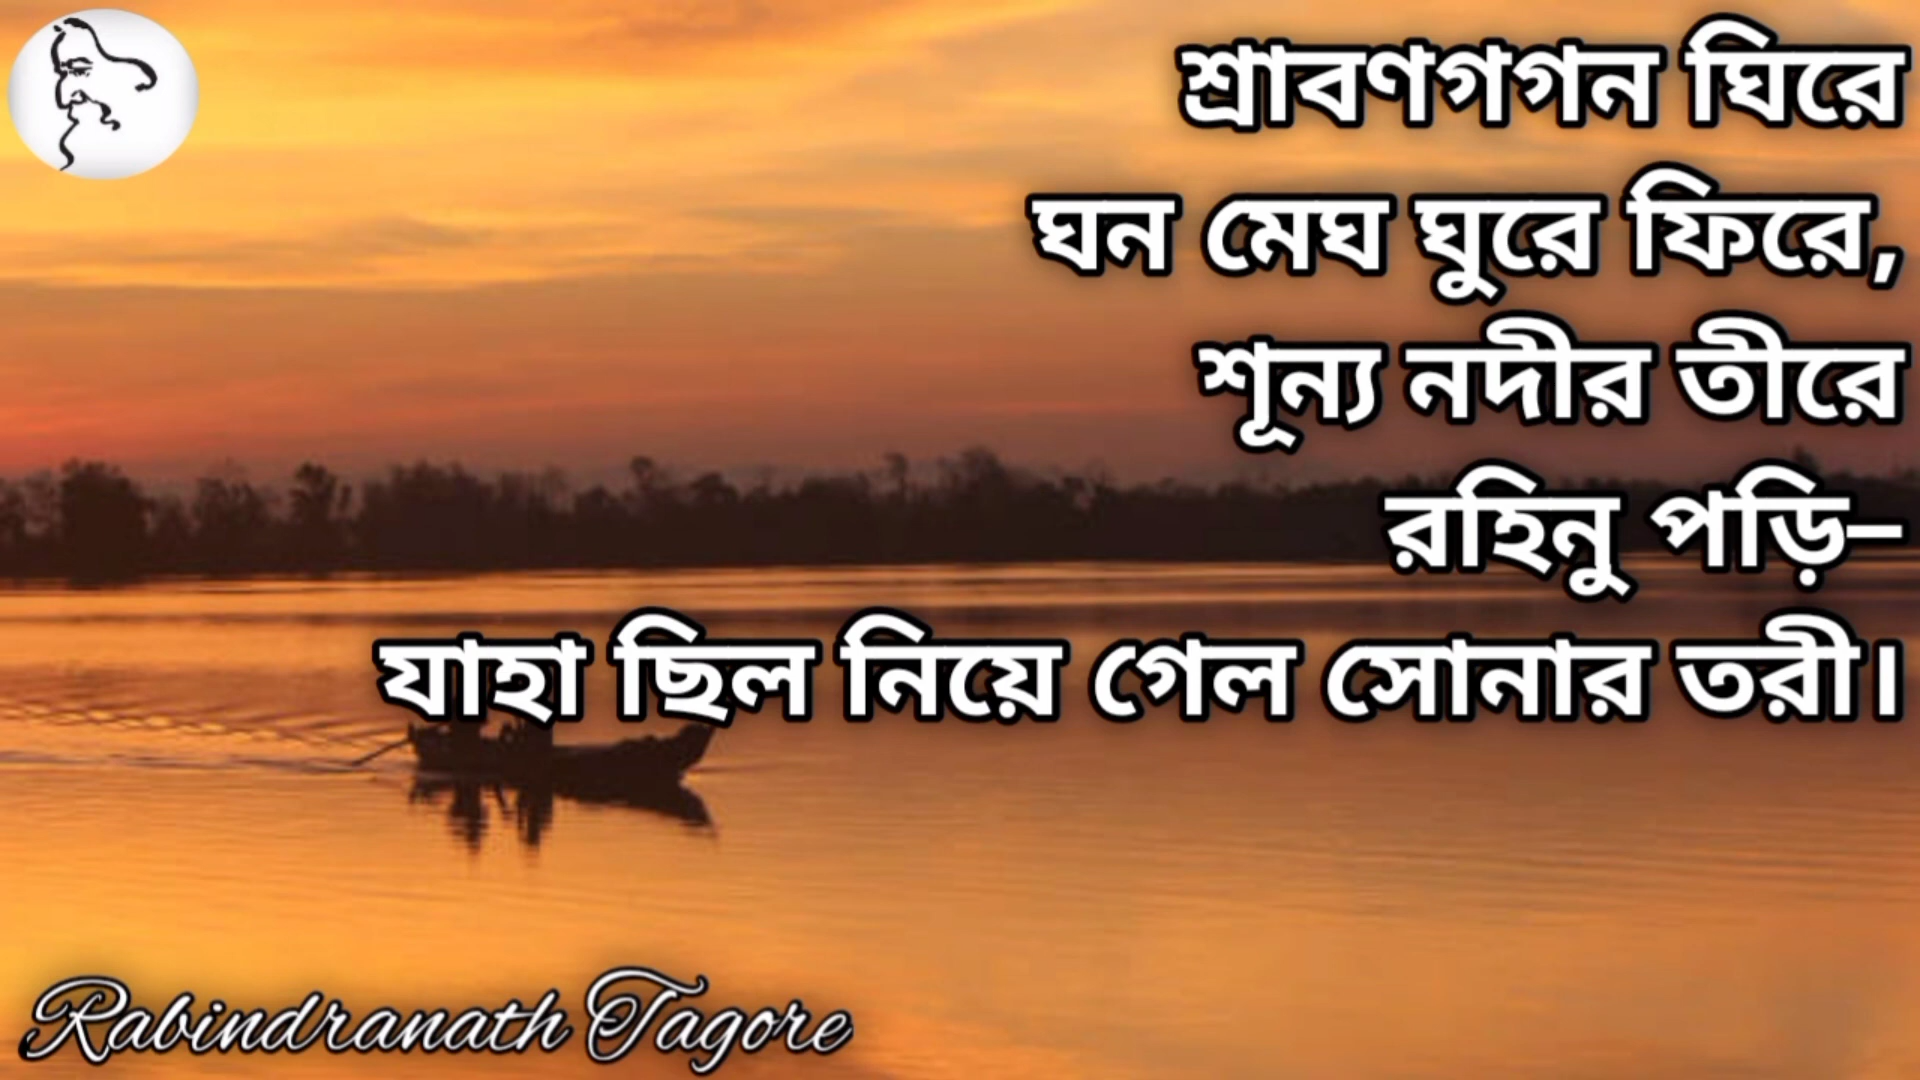 শ্রাবণগগন ঘিরে
ঘন মেঘ ঘুরে ফিরে,
শূন্য নদীর তীরে
রহিনু পড়ি–
যাহা ছিল নিয়ে গেল সোনার তরী।
Rabindranath Tagore